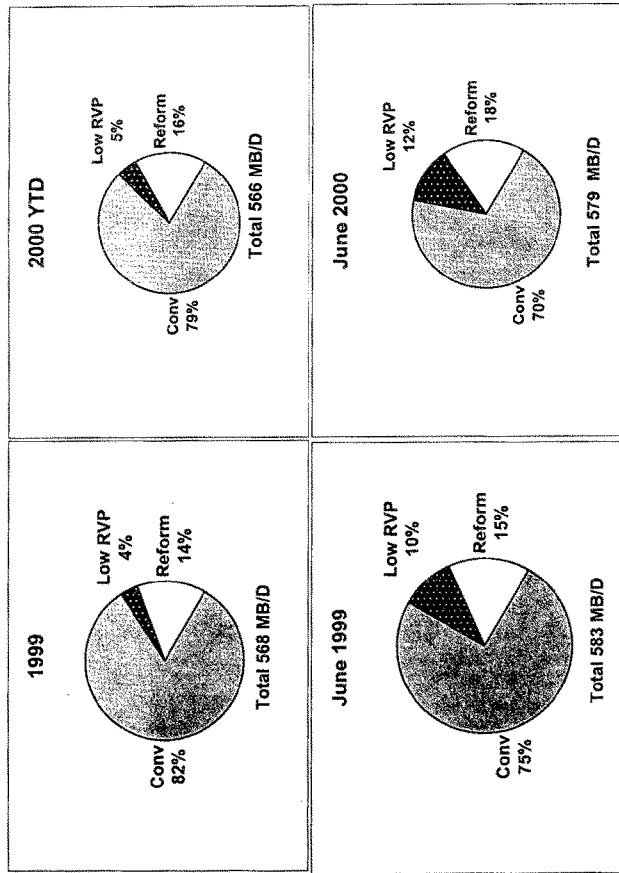 1999
Low RVP
4%
Reform
14%
Conv
82%
Total 568 MB/D
2000 YTD
Low RVP
5%
Reform
16%
Conv
79%
Total 566 MB/D
June 1999
Low RVP
10%
Reform
15%
Conv
75%
Total 583 MB/D
June 2000
Low RVP
12%
Reform
18%
Conv
70%
Total 579 MB/D